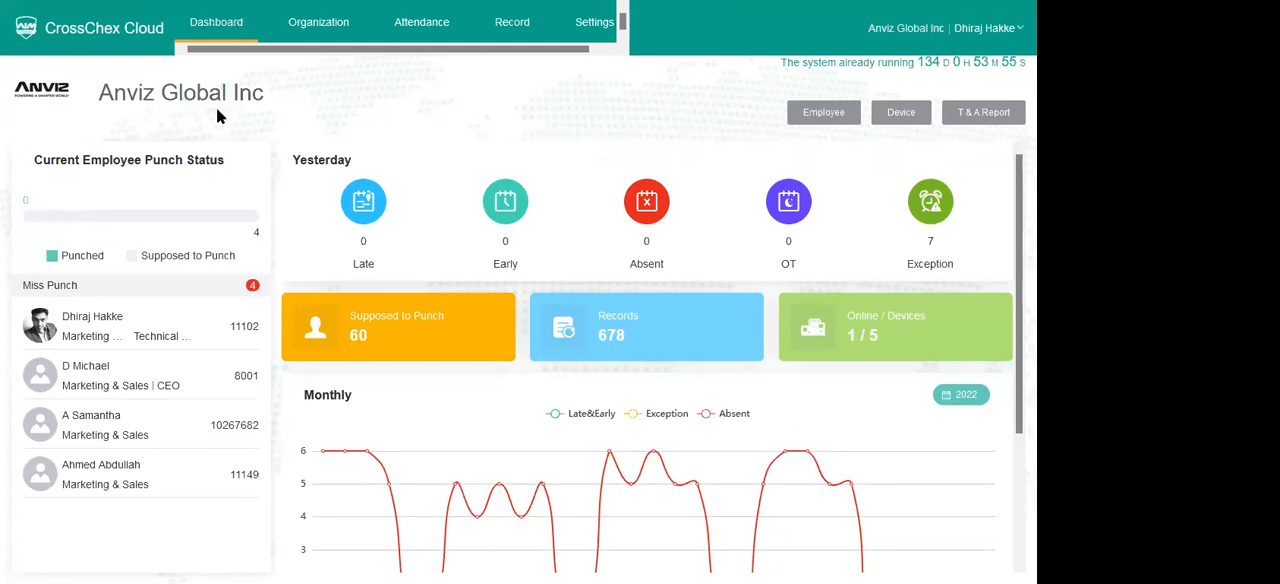 CrossChex Cloud
Dashboard Organization Attendance Record Settings
Anviz Global Inc | Dhiraj Hakke
The system already running 134 D 0 H 53 M 55 S
ANVIZ
Anviz Global Inc
Employee Device T & A Report
Current Employee Punch Status
0
4
Punched Supposed to Punch
Miss Punch 4
Dhiraj Hakke
Marketing ... Technical ...
11102
D Michael
Marketing & Sales | CEO
8001
A Samantha
Marketing & Sales
10267682
Ahmed Abdullah
Marketing & Sales
11149
Yesterday
0 0 0 0 7
Late Early Absent OT Exception
Supposed to Punch
60
Records
678
Online / Devices
1 / 5
Monthly
2022
Late&Early Exception Absent
6
5
4
3